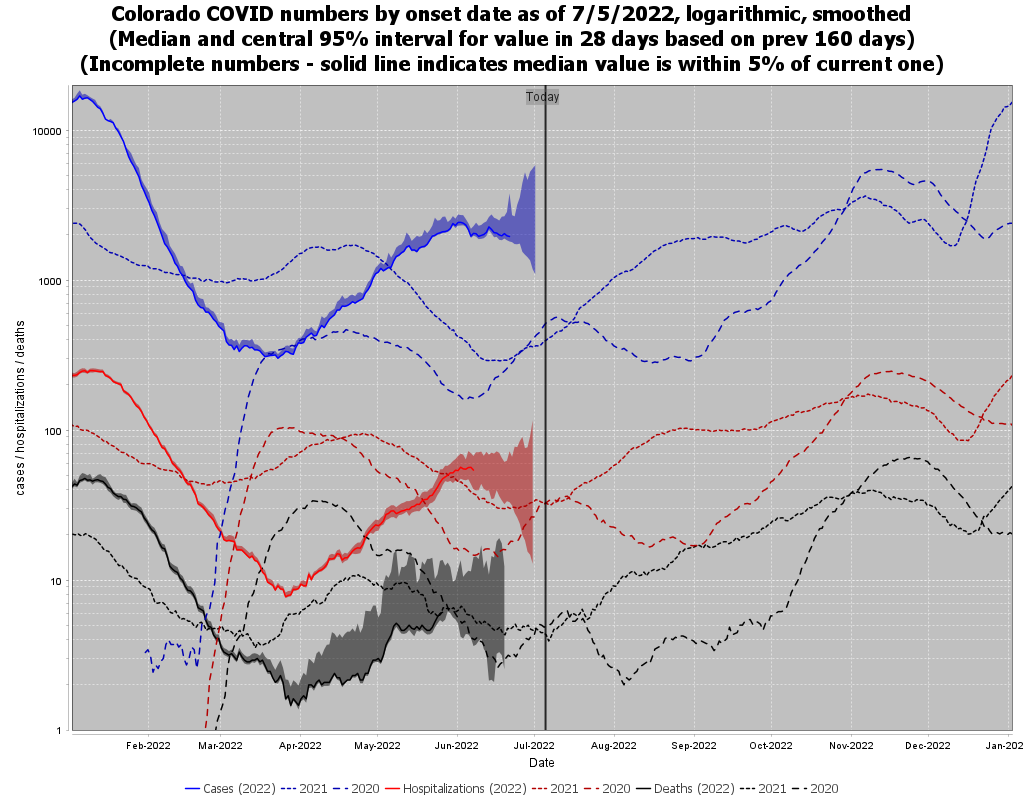 Colorado COVID numbers by onset date as of 7/5/2022, logarithmic, smoothed
(Median and central 95% interval for value in 28 days based on prev 160 days)
(Incomplete numbers - solid line indicates median value is within 5% of current one)
Today
10000
1000
100
10
1
cases / hospitalizations / deaths
Feb-2022 Mar-2022 Apr-2022 May-2022 Jun-2022 Jul-2022 Aug-2022 Sep-2022 Oct-2022 Nov-2022 Dec-2022 Jan-202
Date
Cases (2022) 2021 2020 Hospitalizations (2022) 2021 2020 Deaths (2022) 2021 2020